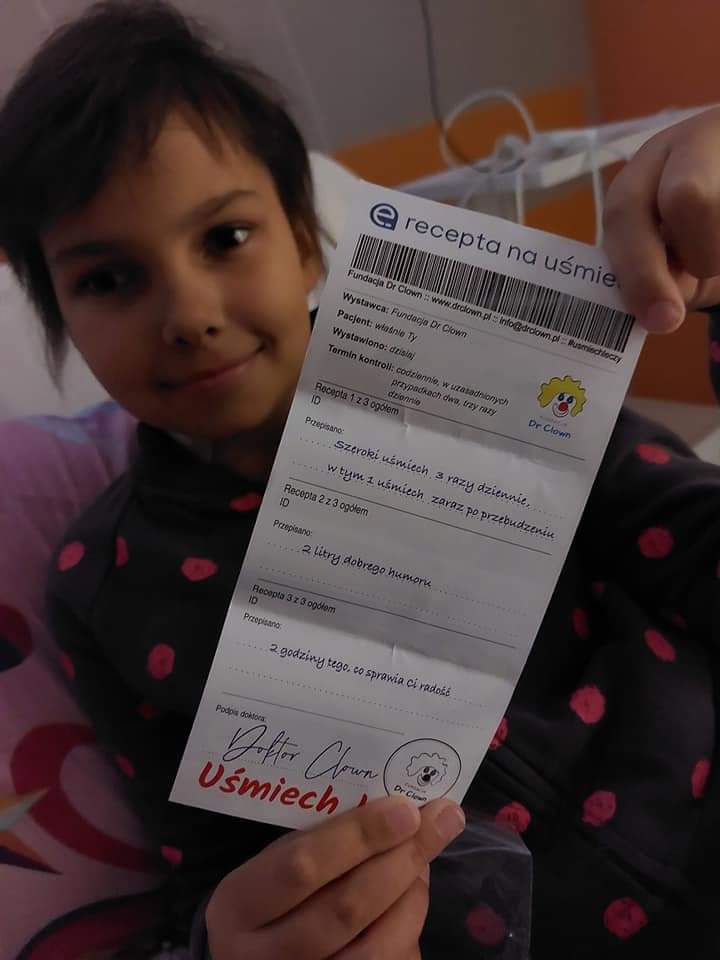 e recepta na uśmie
Fundacja Dr Clown :: www.drclown.pl :: info@drclown.pl :: #usmiechleczy
Wystawca: Fundacja Dr Clown
Pacjent: właśnie Ty
Wystawiono: dzisiaj
Termin kontroli: codziennie, w uzasadnionych
przypadkach dwa, trzy razy
dziennie
Dr Clown
Recepta 1 z 3 ogółem
ID
Przepisano:
Szeroki uśmiech 3 razy dziennie,
w tym 1 uśmiech zaraz po przebudzeniu
Recepta 2 z 3 ogółem
ID
Przepisano:
2 litry dobrego humoru
Recepta 3 z 3 ogółem
ID
Przepisano:
2 godziny tego, co sprawia Ci radość
Podpis doktora:
Doktor Clown
Fundacja
Dr Clown
Uśmiech